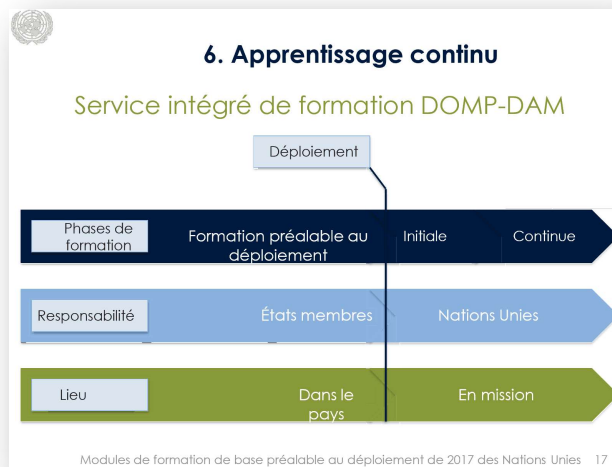 6. Apprentissage continu
Service intégré de formation DOMP-DAM
Déploiement
Phases de
formation
Formation préalable au
déploiement
Initiale
Continue
Responsabilité
États membres
Nations Unies
Lieu
Dans le
pays
En mission
Modules de formation de base préalable au déploiement de 2017 des Nations Unies 17